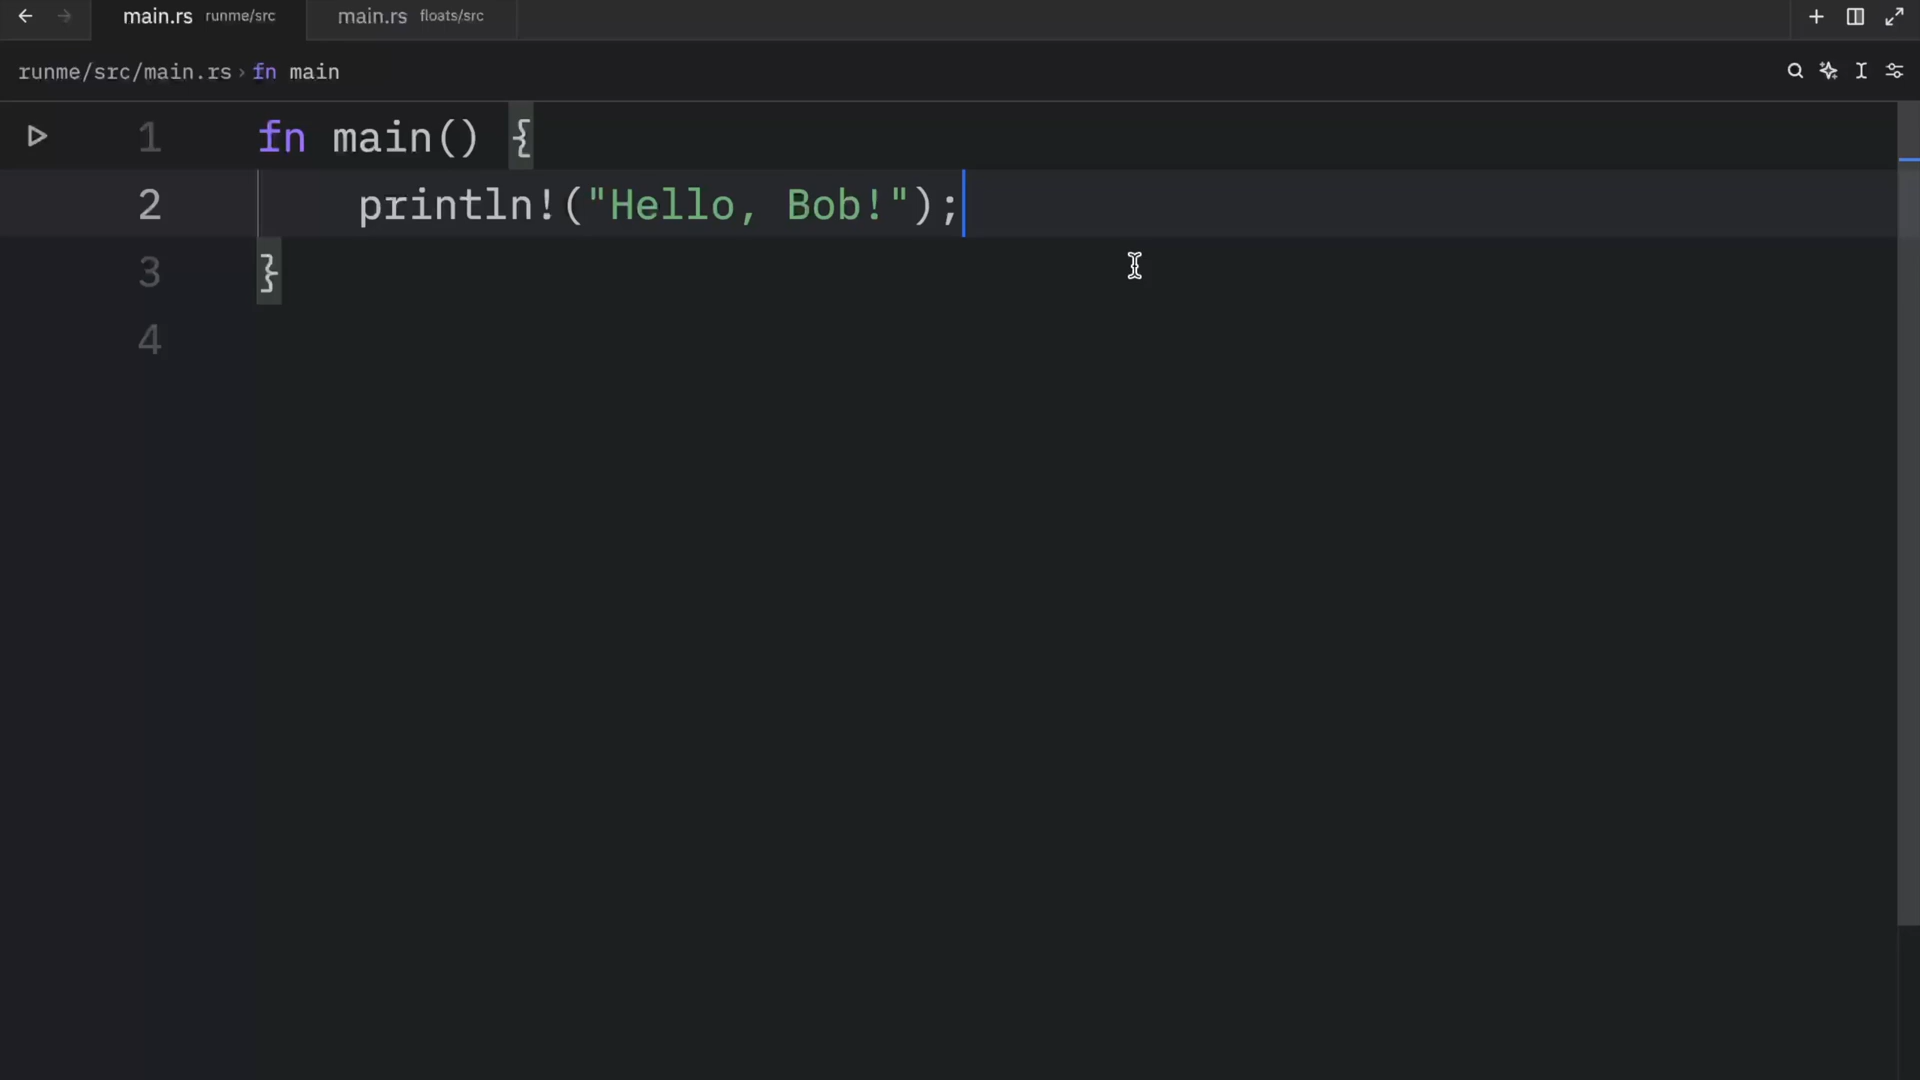 main.rs runme/src main.rs floats/src
runme/src/main.rs › fn main
1 fn main() {
2 println!("Hello, Bob!");
3 }
4